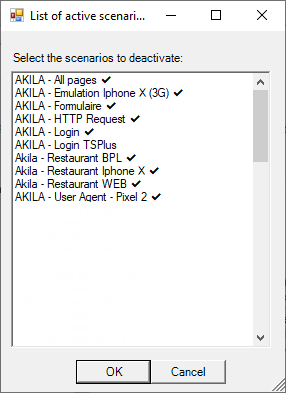 List of active scenari...
Select the scenarios to deactivate:
AKILA - All pages ✔
AKILA - Emulation Iphone X (3G) ✔
AKILA - Fomulaire ✔
AKILA - HTTP Request ✔
AKILA - Login ✔
AKILA - Login TSPlus
Akila - Restaurant BPL ✔
Akila - Restaurant Iphone X ✔
Akila - Restaurant WEB ✔
AKILA - User Agent - Pixel 2 ✔
OK
Cancel